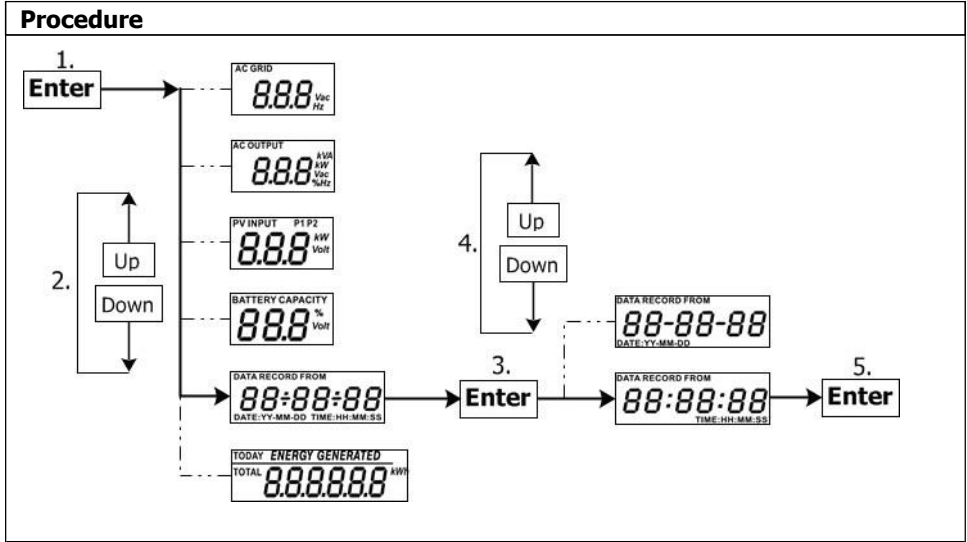 Procedure
1.
Enter
AC GRID
8.8.8 Vac
Hz
AC OUTPUT
8.8.8 kVA
kW
Vac
%Hz
2.
Up
Down
PV INPUT P1 P2
8.8.8 kW
Volt
BATTERY CAPACITY
8.8.8 %
Volt
DATA RECORD FROM
88÷88÷88
DATE:YY-MM-DD TIME:HH:MM:SS
TODAY ENERGY GENERATED
TOTAL 8.8.8.8.8.8 kWh
3.
Enter
4.
Up
Down
DATA RECORD FROM
88-88-88
DATE:YY-MM-DD
DATA RECORD FROM
88:88:88
TIME:HH:MM:SS
5.
Enter